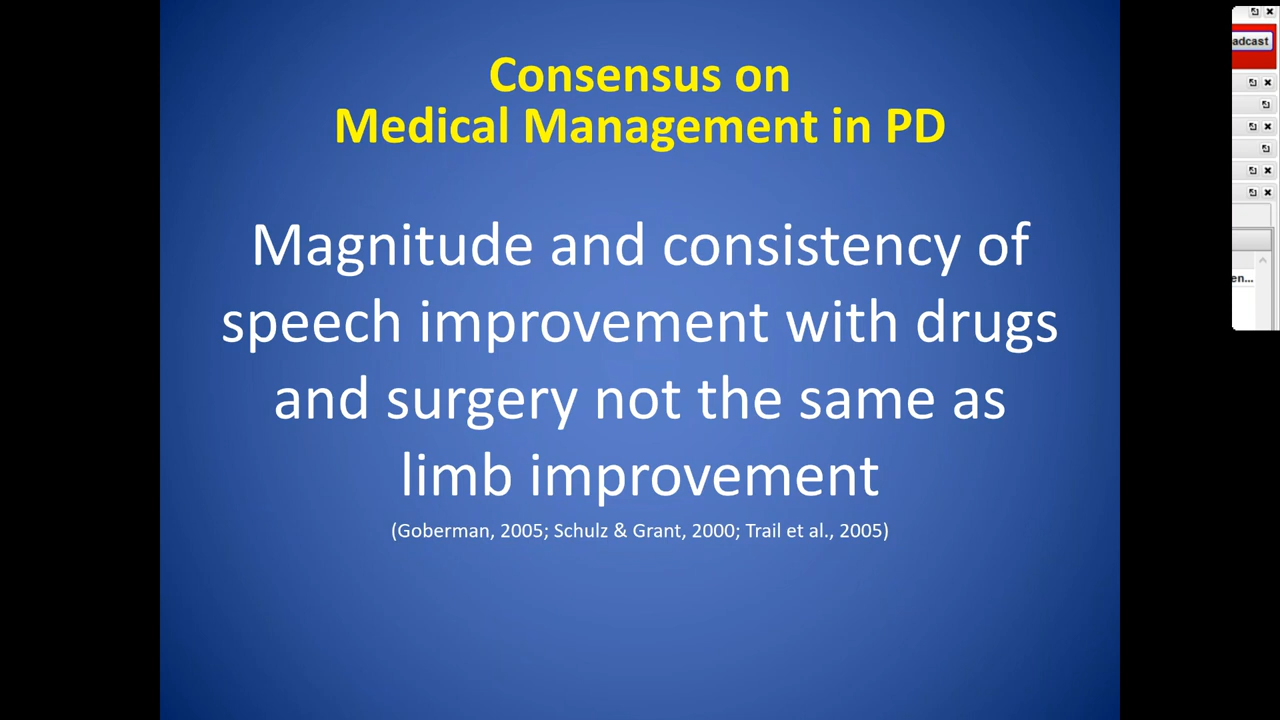 Consensus on
Medical Management in PD
Magnitude and consistency of
speech improvement with drugs
and surgery not the same as
limb improvement
(Goberman, 2005; Schulz & Grant, 2000; Trail et al., 2005)
adcast
en...